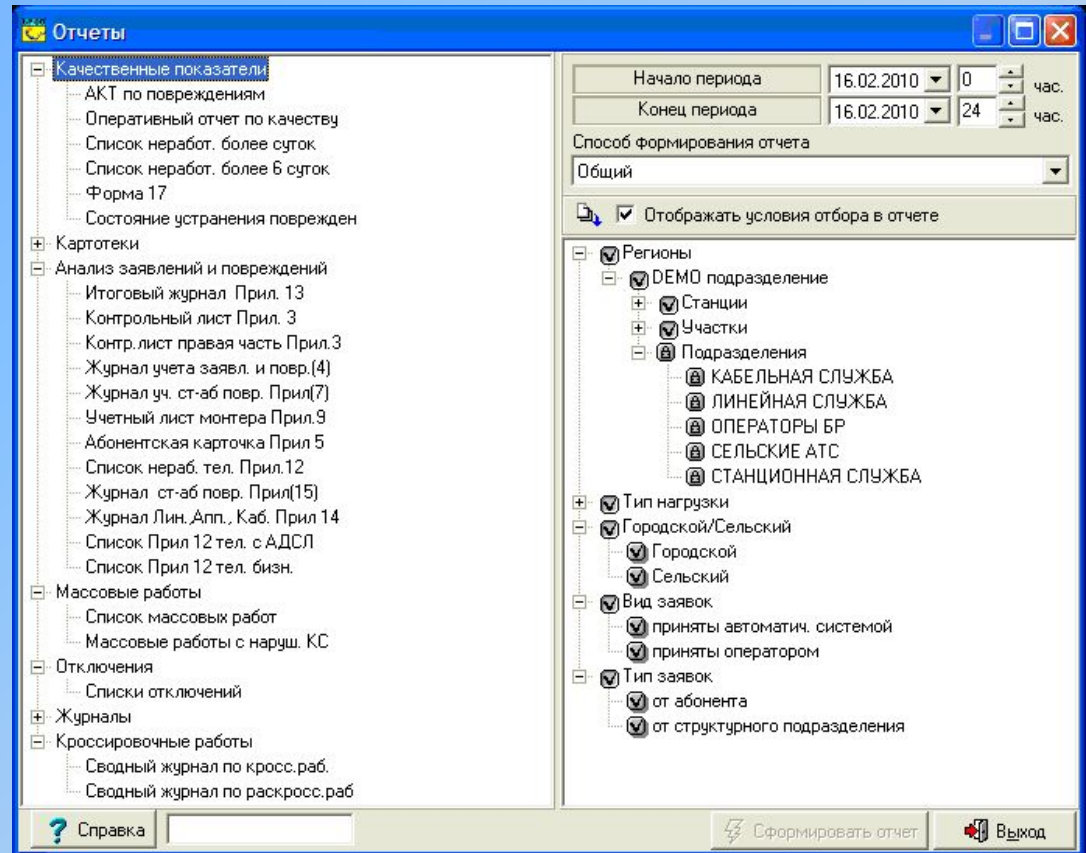 Отчеты
Качественные показатели
АКТ по повреждениям
Оперативный отчет по качеству
Список неработ. более суток
Список неработ. более 6 суток
Форма 17
Состояние устранения поврежден
Картотеки
Анализ заявлений и повреждений
Итоговый журнал Прил. 13
Контрольный лист Прил. 3
Контр.лист правая часть Прил.3
Журнал учета заявл. и повр.(4)
Журнал уч. ст-аб повр. Прил(7)
Учетный лист монтера Прил.9
Абонентская карточка Прил 5
Список нераб. тел. Прил.12
Журнал ст-аб повр. Прил(15)
Журнал Лин.,Апп., Каб. Прил 14
Список Прил 12 тел. с АДСЛ
Список Прил 12 тел. бизн.
Массовые работы
Список массовых работ
Массовые работы с наруш. КС
Отключения
Списки отключений
Журналы
Кроссировочные работы
Сводный журнал по кросс.раб.
Сводный журнал по раскросс.раб
Начало периода 16.02.2010 0 час.
Конец периода 16.02.2010 24 час.
Способ формирования отчета
Общий
Отображать условия отбора в отчете
Регионы
DEMO подразделение
Станции
Участки
Подразделения
КАБЕЛЬНАЯ СЛУЖБА
ЛИНЕЙНАЯ СЛУЖБА
ОПЕРАТОРЫ БР
СЕЛЬСКИЕ АТС
СТАНЦИОННАЯ СЛУЖБА
Тип нагрузки
Городской/Сельский
Городской
Сельский
Вид заявок
приняты автоматич. системой
приняты оператором
Тип заявок
от абонента
от структурного подразделения
Справка
Сформировать отчет
Выход